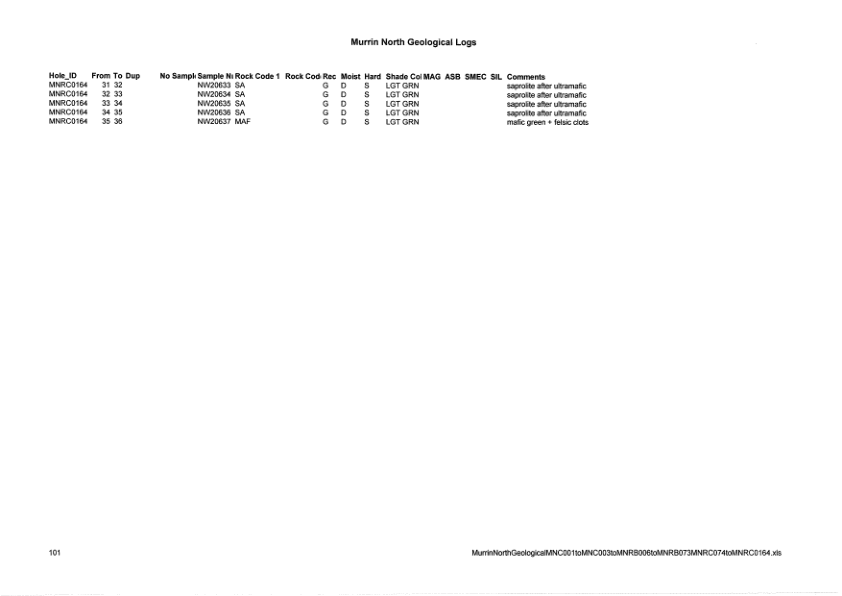 Murrin North Geological Logs
Hole_ID From To Dup No Sampl Sample N Rock Code 1 Rock Cod Rec Moist Hard Shade Col MAG ASB SMEC SIL Comments
MNRC0164 31 32 NW20633 SA G D S LGT GRN saprolite after ultramafic
MNRC0164 32 33 NW20634 SA G D S LGT GRN saprolite after ultramafic
MNRC0164 33 34 NW20635 SA G D S LGT GRN saprolite after ultramafic
MNRC0164 34 35 NW20636 SA G D S LGT GRN saprolite after ultramafic
MNRC0164 35 36 NW20637 MAF G D S LGT GRN mafic green + felsic clots
101 MurrinNorthGeologicalMNC001toMNC003toMNRB006toMNRB073MNRC074toMNRC0164.xls